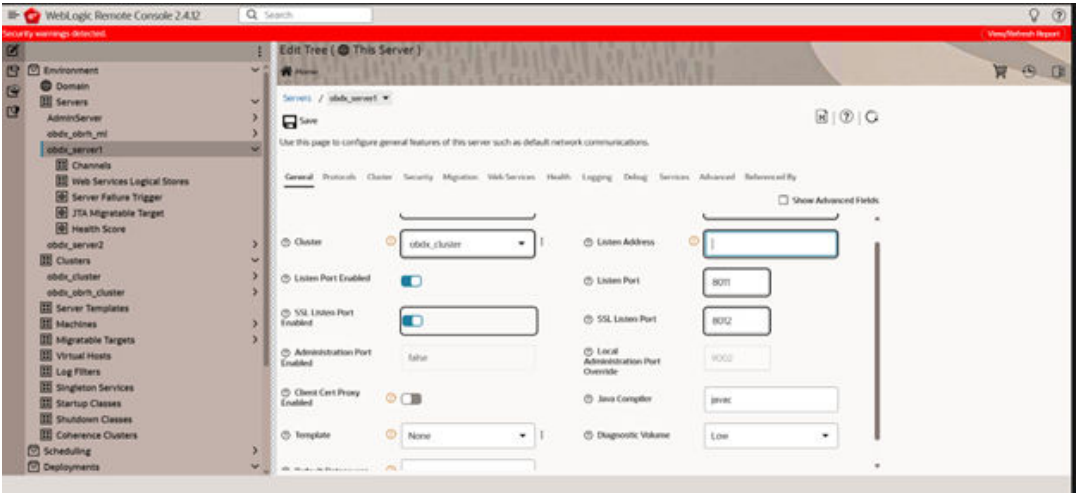 WebLogic Remote Console 2.4.12
Search
Security warnings detected.
View/Refresh Report
Edit Tree ( This Server )
Home
Environment
Domain
Servers
AdminServer
obdx_obrh_m1
obdx_server1
Channels
Web Services Logical Stores
Server Failure Trigger
JTA Migratable Target
Health Score
obdx_server2
Clusters
obdx_cluster
obdx_obrh_cluster
Server Templates
Machines
Migratable Targets
Virtual Hosts
Log Filters
Singleton Services
Startup Classes
Shutdown Classes
Coherence Clusters
Scheduling
Deployments
Servers / obdx_server1
Save
Use this page to configure general features of this server such as default network communications.
General Protocols Cluster Security Migration Web Services Health Logging Debug Services Advanced Referenced By
Show Advanced Fields
Cluster obdx_cluster Listen Address
Listen Port Enabled Listen Port 8011
SSL Listen Port Enabled SSL Listen Port 8012
Administration Port Enabled false Local Administration Port Override 9002
Client Cert Proxy Enabled Java Compiler javac
Template None Diagnostic Volume Low